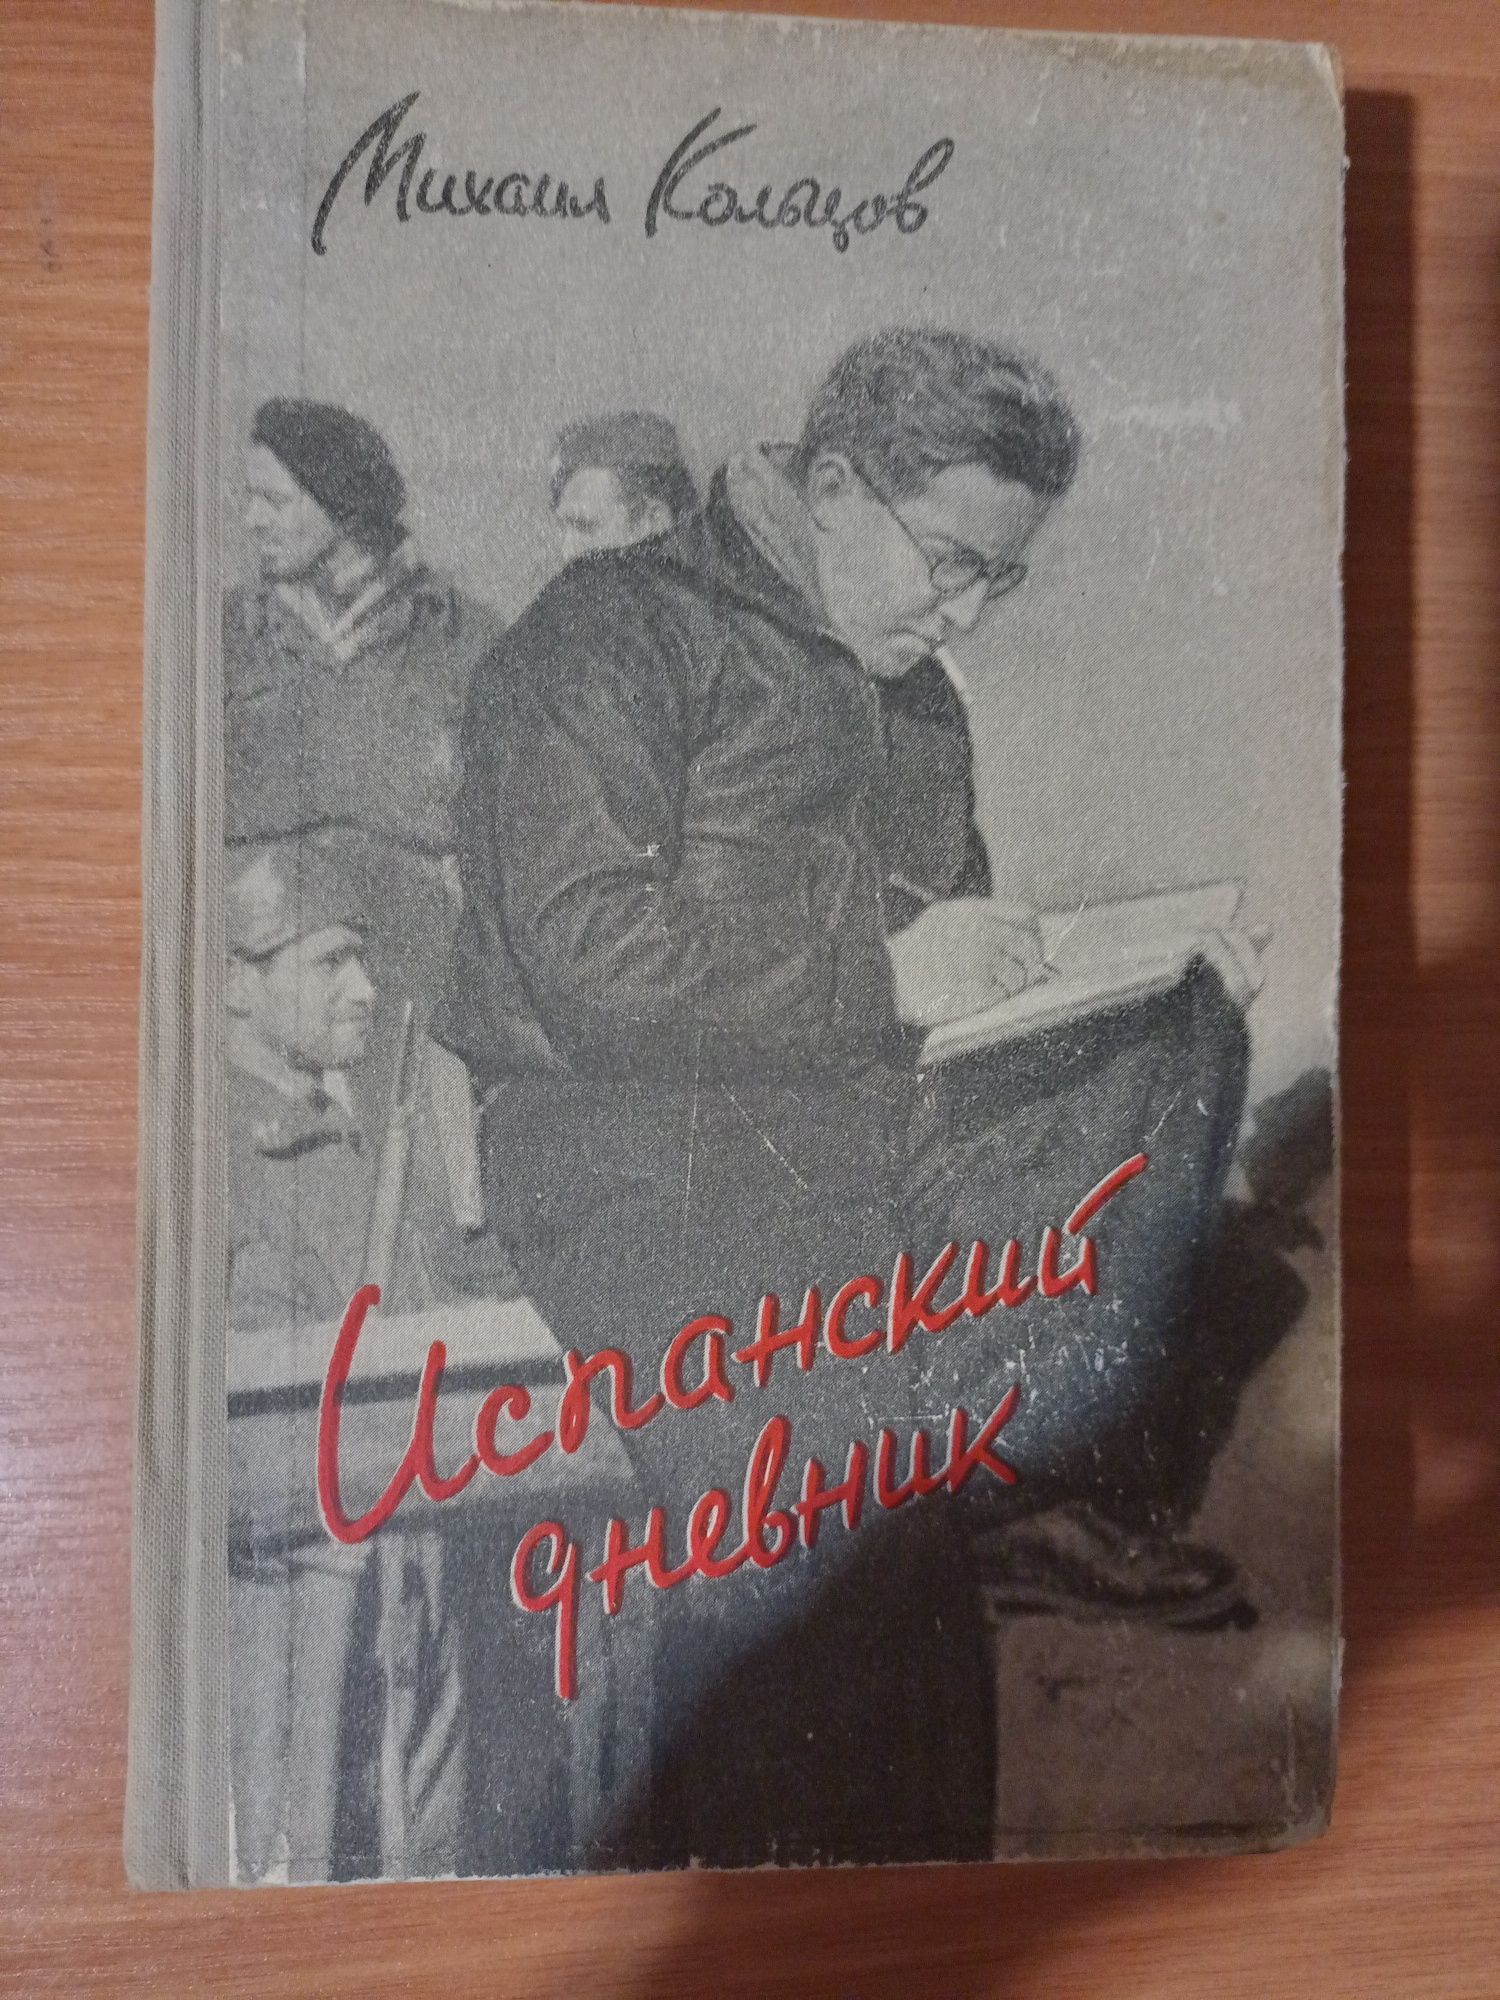 Михаил Кольцов
Испанский
дневник